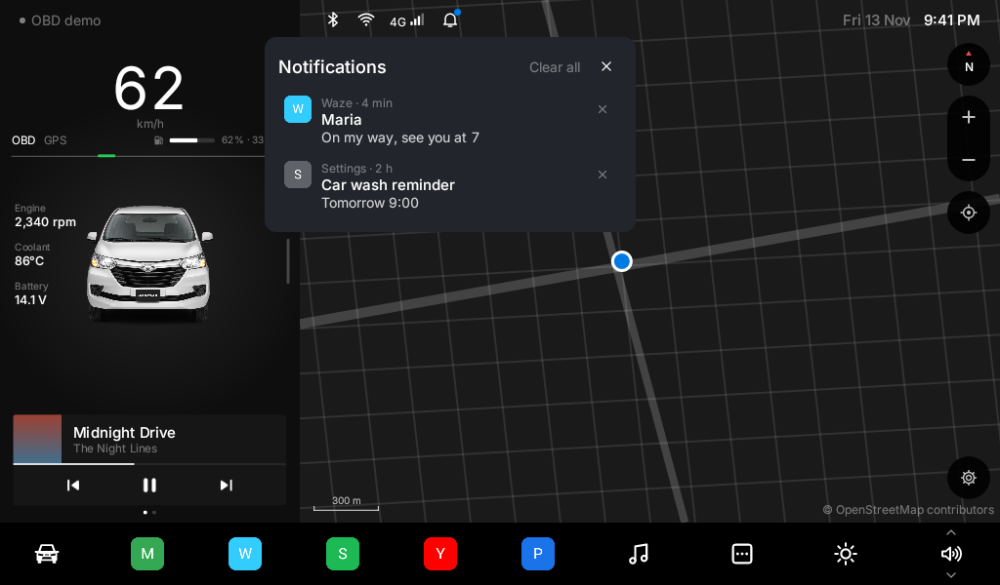 OBD demo
4G
Fri 13 Nov 9:41 PM
62
km/h
OBD GPS
62% · 33
Engine
2,340 rpm
Coolant
86°C
Battery
14.1 V
Midnight Drive
The Night Lines
Notifications
Clear all
W
Waze · 4 min
Maria
On my way, see you at 7
S
Settings · 2 h
Car wash reminder
Tomorrow 9:00
N
300 m
© OpenStreetMap contributors
M W S Y P